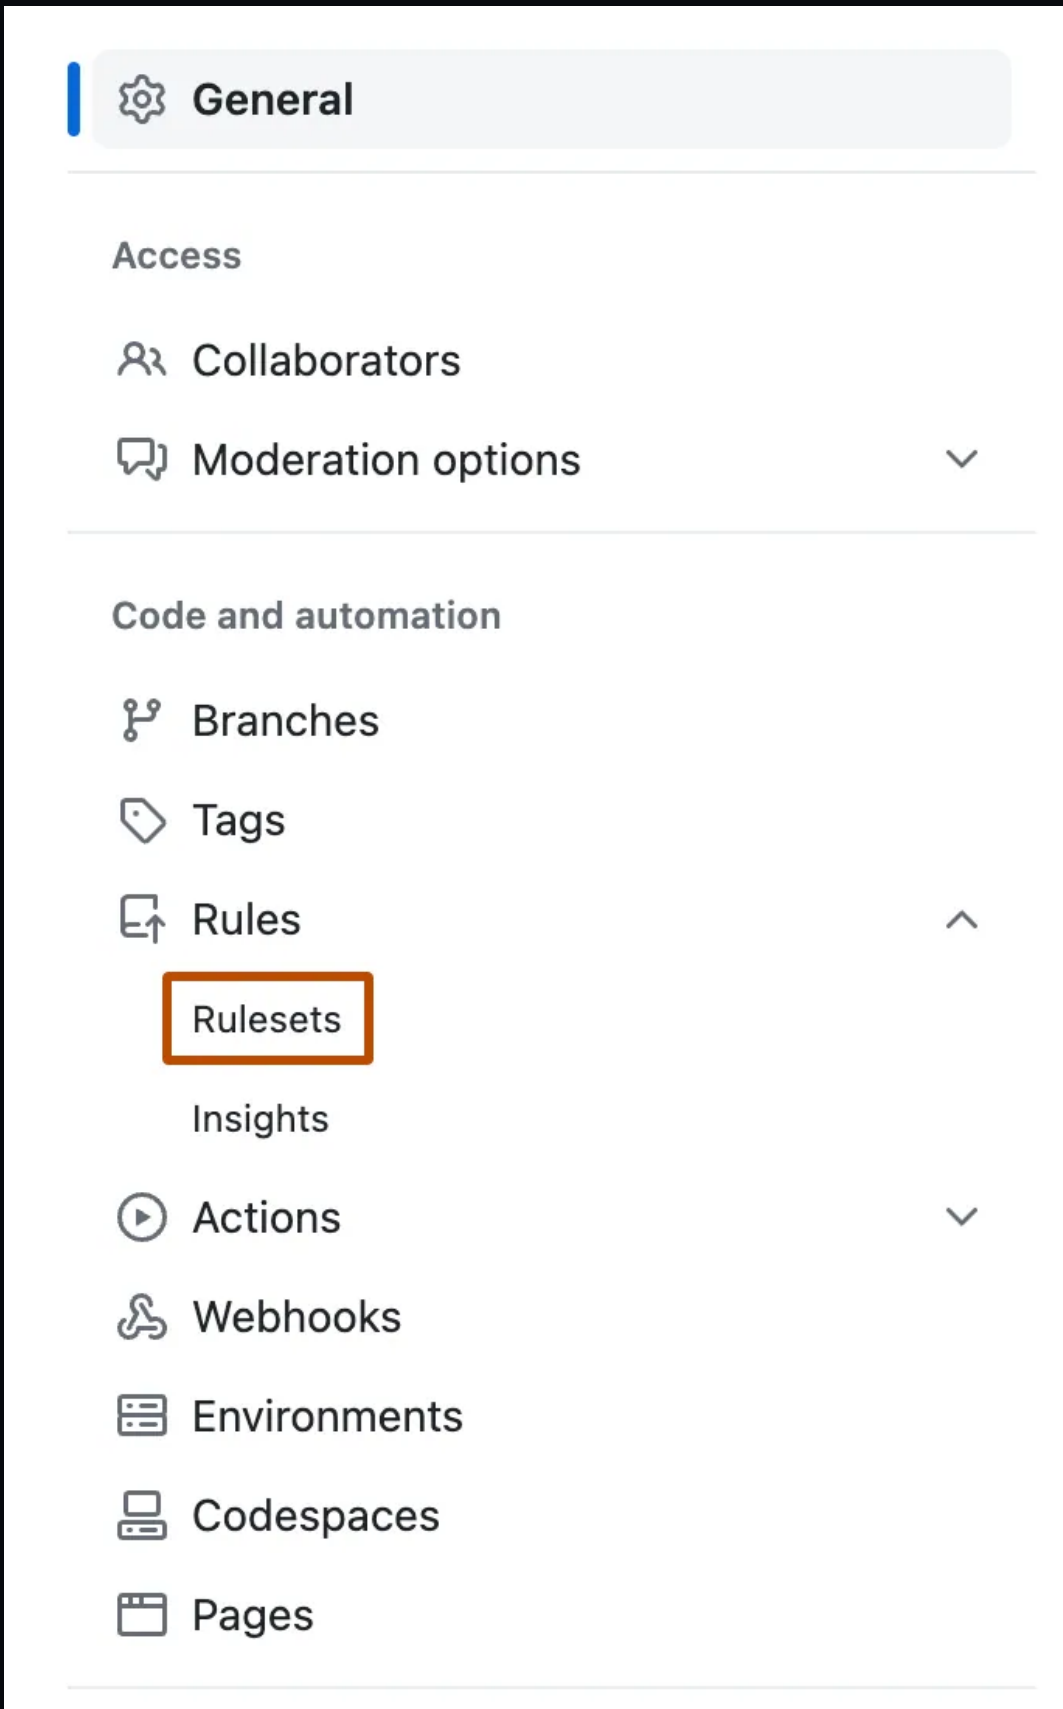 General
Access
Collaborators
Moderation options
Code and automation
Branches
Tags
Rules
Rulesets
Insights
Actions
Webhooks
Environments
Codespaces
Pages